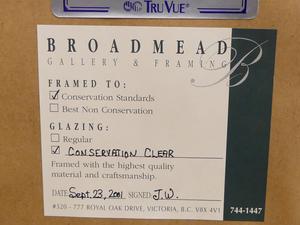 TRU VUE®
BROADMEAD
GALLERY & FRAMING
B
FRAMED TO:
Conservation Standards
Best Non Conservation
GLAZING:
Regular
CONSERVATION CLEAR
Framed with the highest quality
material and craftsmanship.
DATE: Sept. 23, 2001 SIGNED: J.W.
#520 - 777 ROYAL OAK DRIVE, VICTORIA, B.C. V8X 4V1 744-1447